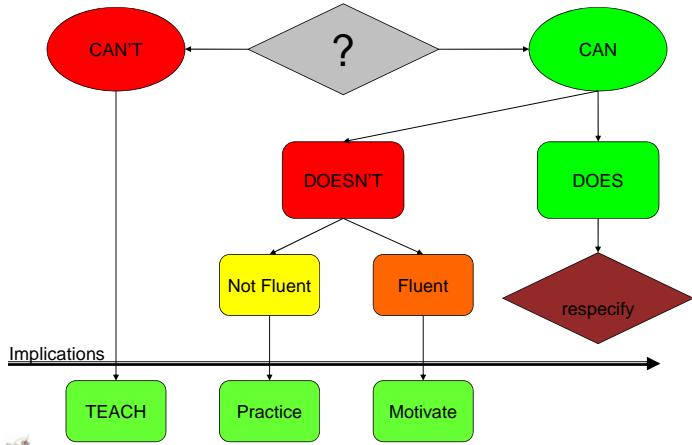 CAN'T
?
CAN
DOESN'T
DOES
Not Fluent
Fluent
respecify
Implications
TEACH
Practice
Motivate